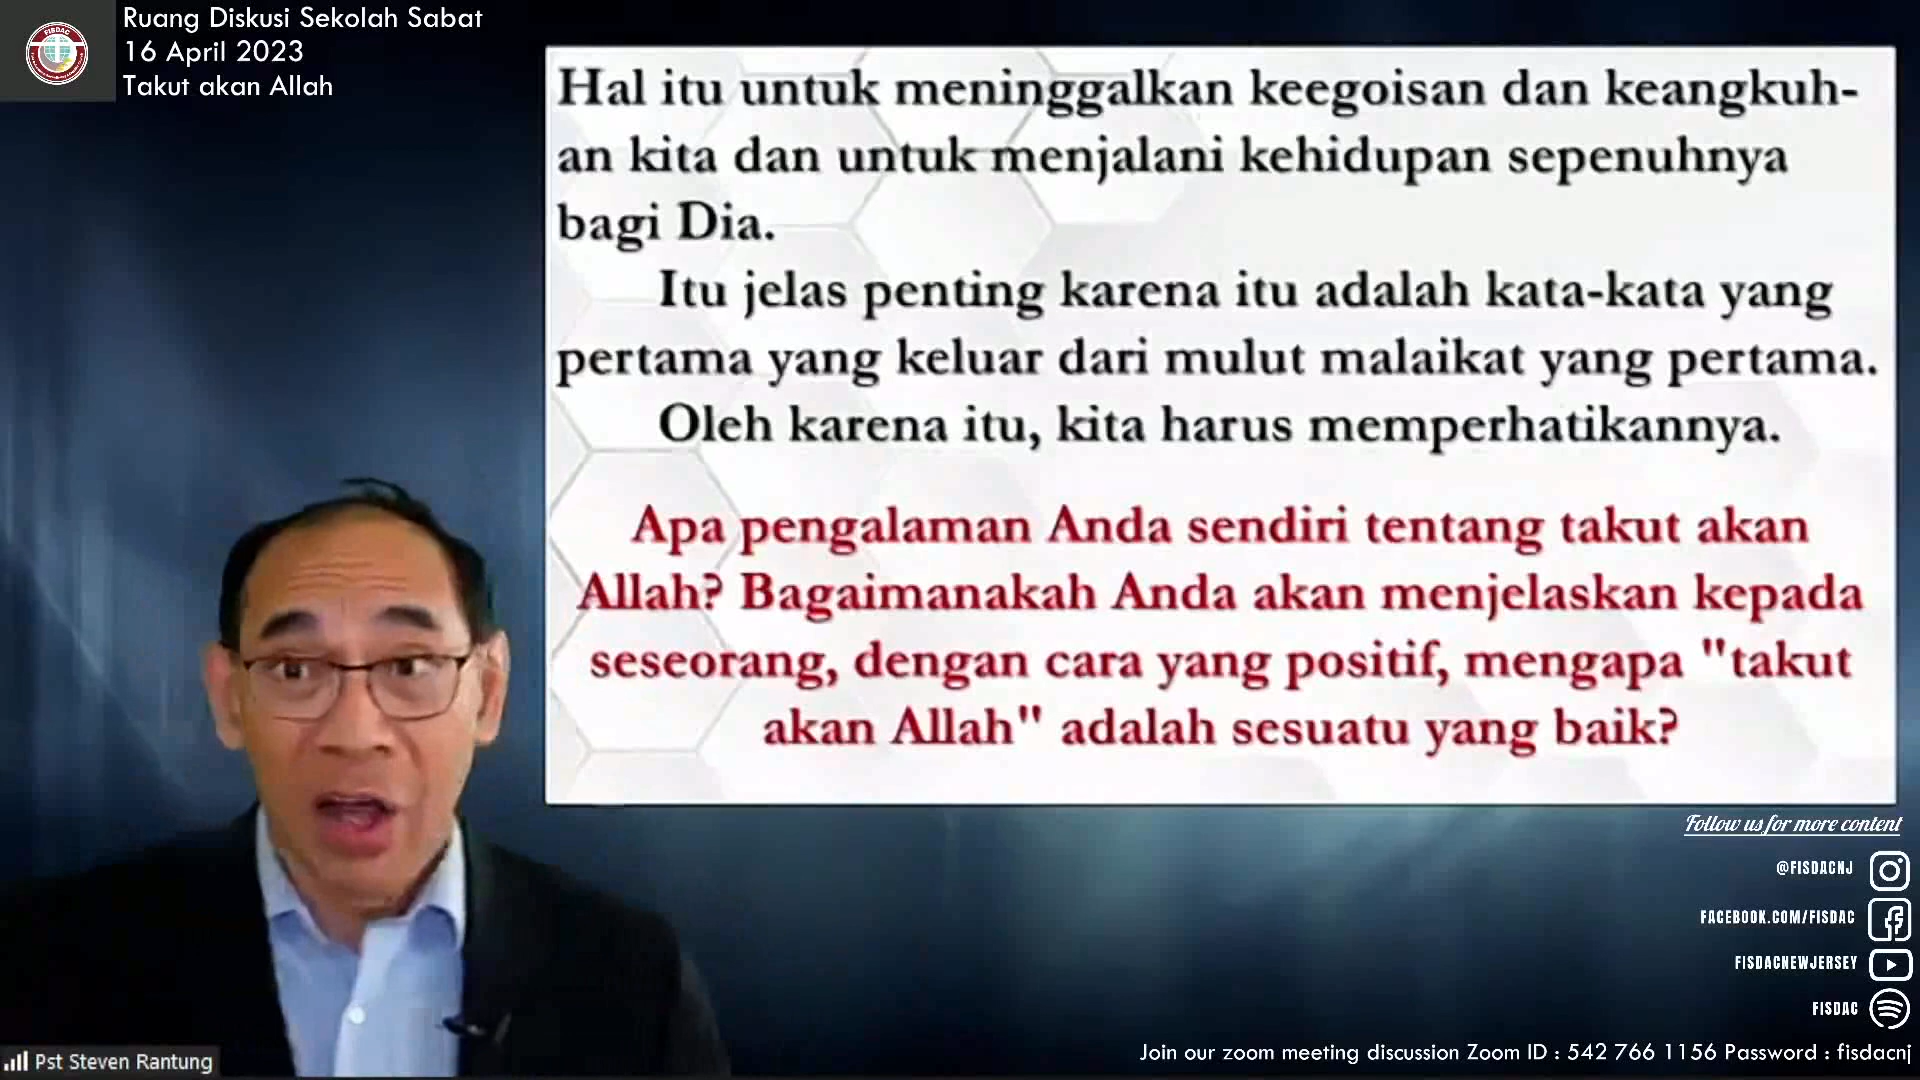 Ruang Diskusi Sekolah Sabat
16 April 2023
Takut akan Allah
FISDAC
Hal itu untuk meninggalkan keegoisan dan keangkuh-
an kita dan untuk menjalani kehidupan sepenuhnya
bagi Dia.
Itu jelas penting karena itu adalah kata-kata yang
pertama yang keluar dari mulut malaikat yang pertama.
Oleh karena itu, kita harus memperhatikannya.
Apa pengalaman Anda sendiri tentang takut akan
Allah? Bagaimanakah Anda akan menjelaskan kepada
seseorang, dengan cara yang positif, mengapa "takut
akan Allah" adalah sesuatu yang baik?
Follow us for more content
@FISDACNJ
FACEBOOK.COM/FISDAC
FISDACNEWJERSEY
FISDAC
Pst Steven Rantung
Join our zoom meeting discussion Zoom ID : 542 766 1156 Password : fisdacnj